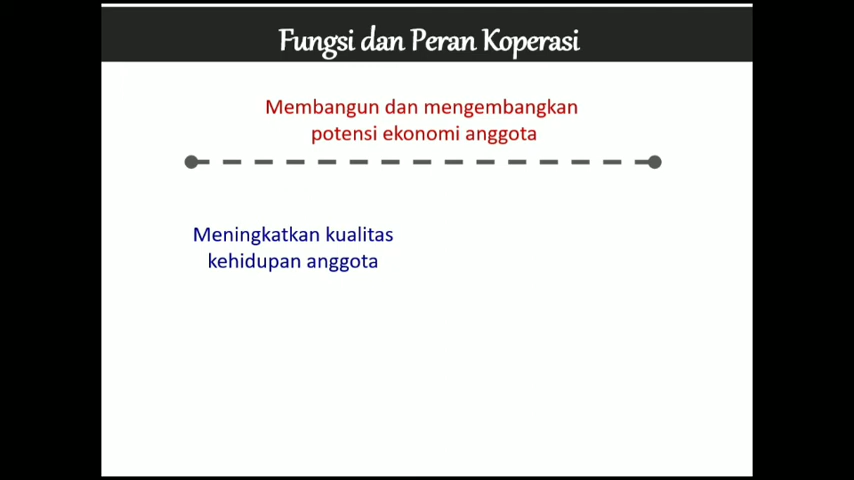 Fungsi dan Peran Koperasi
Membangun dan mengembangkan
potensi ekonomi anggota
Meningkatkan kualitas
kehidupan anggota